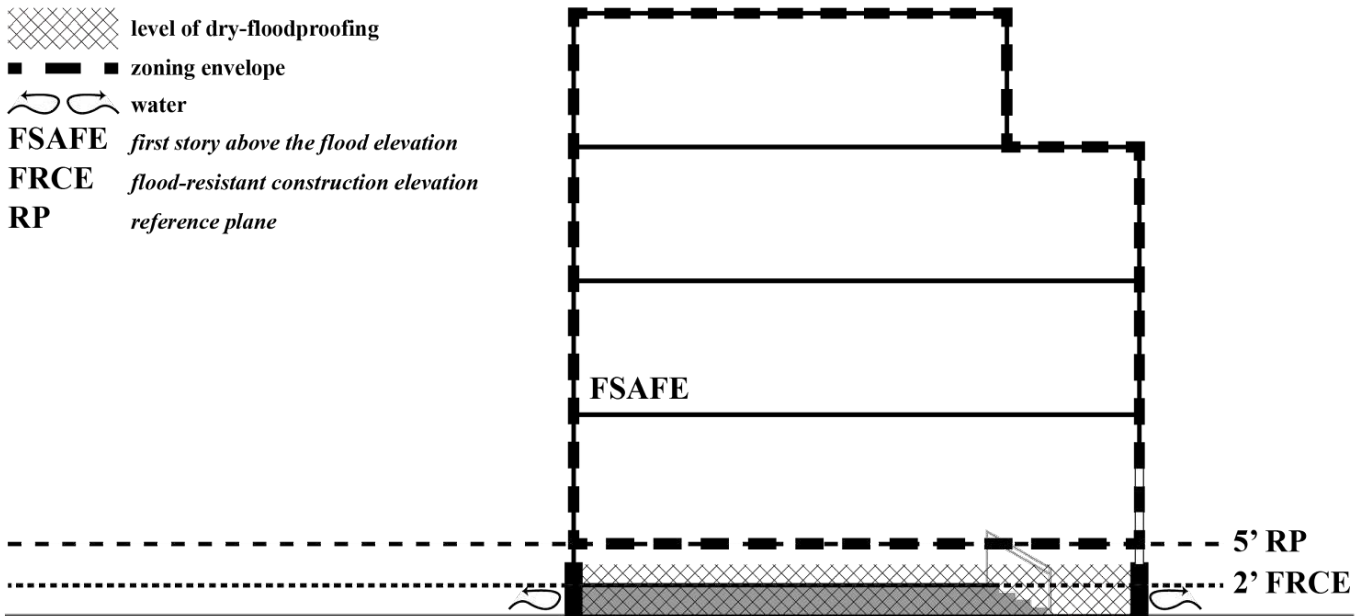 level of dry-floodproofing
zoning envelope
water
FSAFE first story above the flood elevation
FRCE flood-resistant construction elevation
RP reference plane
FSAFE
5’ RP
2’ FRCE